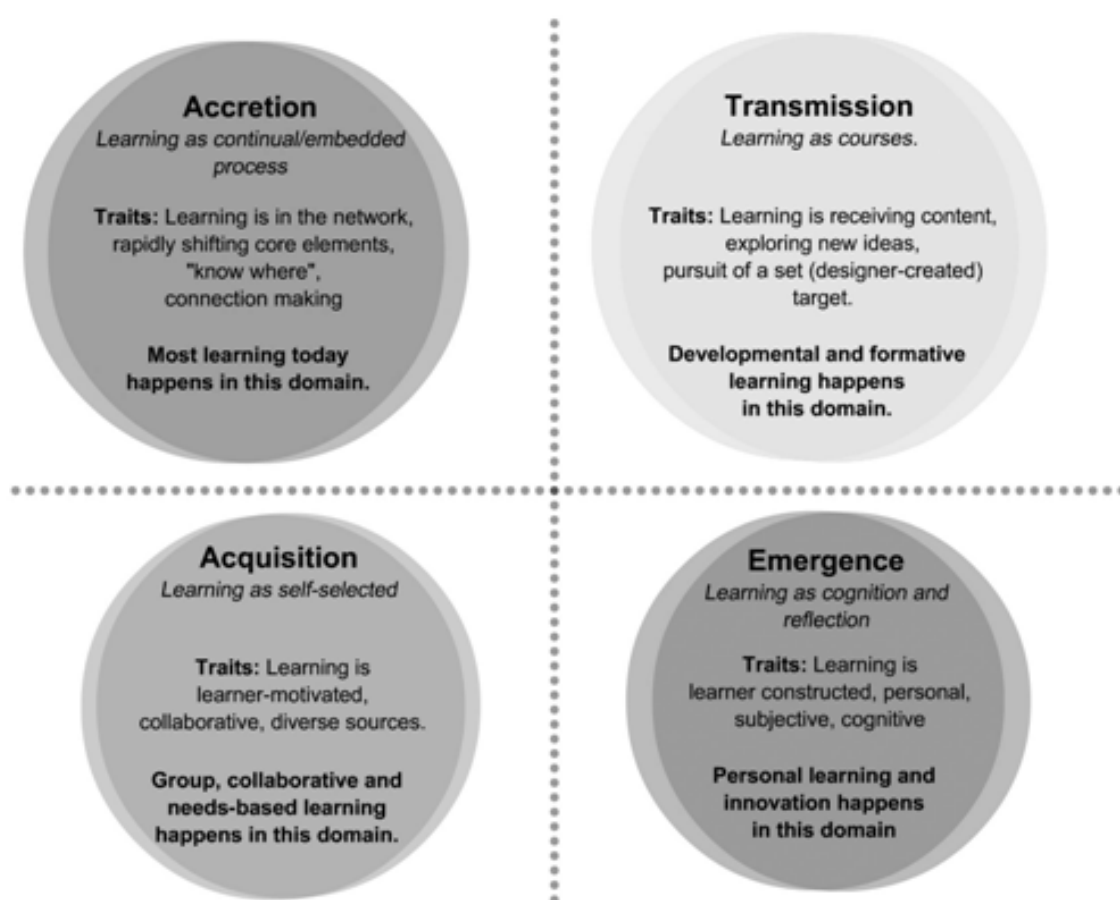 Accretion
Learning as continual/embedded
process
Traits: Learning is in the network,
rapidly shifting core elements,
"know where",
connection making
Most learning today
happens in this domain.
Transmission
Learning as courses.
Traits: Learning is receiving content,
exploring new ideas,
pursuit of a set (designer-created)
target.
Developmental and formative
learning happens
in this domain.
Acquisition
Learning as self-selected
Traits: Learning is
learner-motivated,
collaborative, diverse sources.
Group, collaborative and
needs-based learning
happens in this domain.
Emergence
Learning as cognition and
reflection
Traits: Learning is
learner constructed, personal,
subjective, cognitive
Personal learning and
innovation happens
in this domain